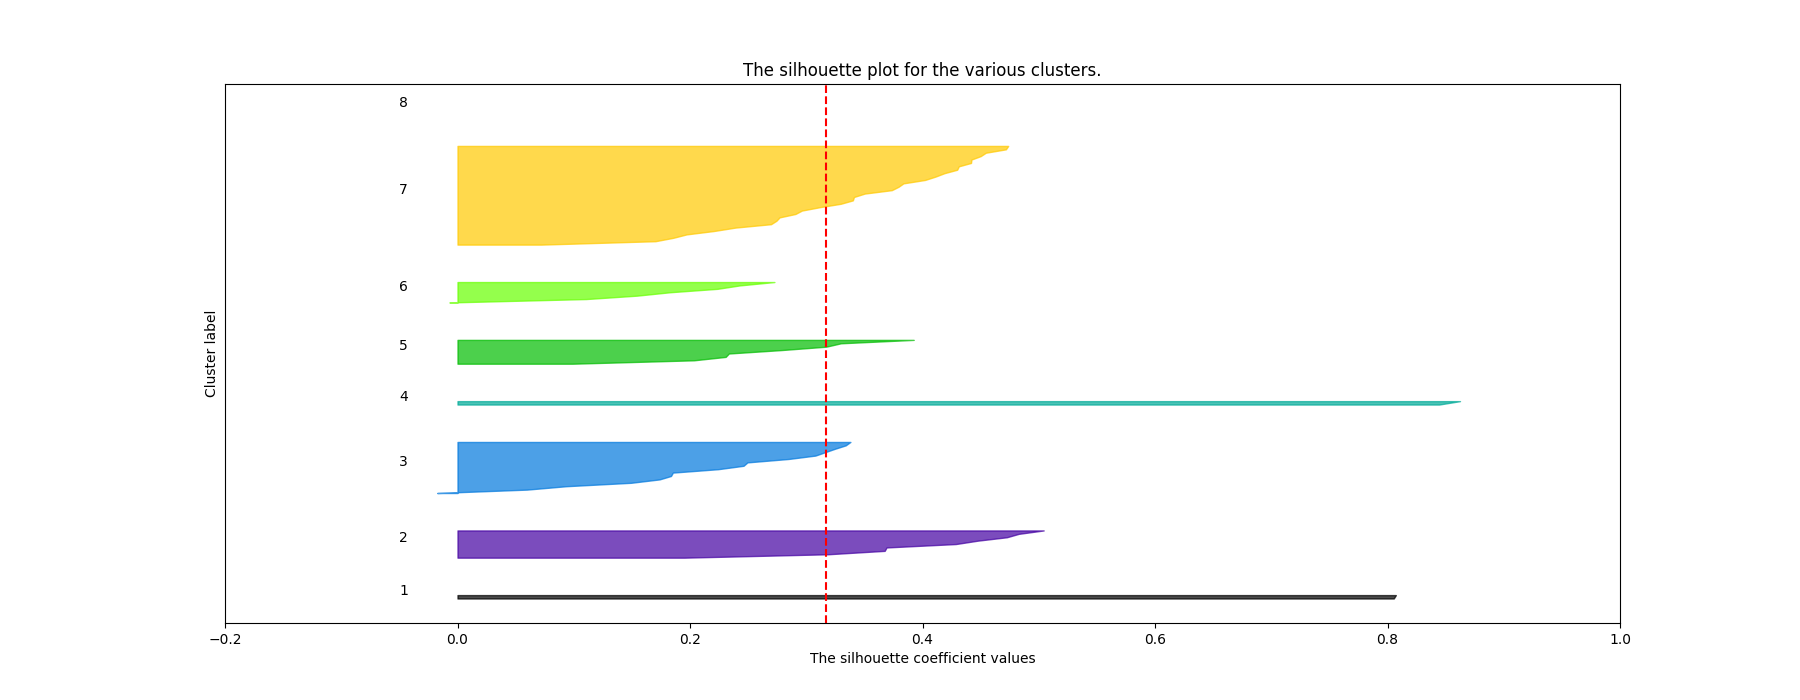 The silhouette plot for the various clusters.
8
7
6
5
4
3
2
1
Cluster label
−0.2 0.0 0.2 0.4 0.6 0.8 1.0
The silhouette coefficient values